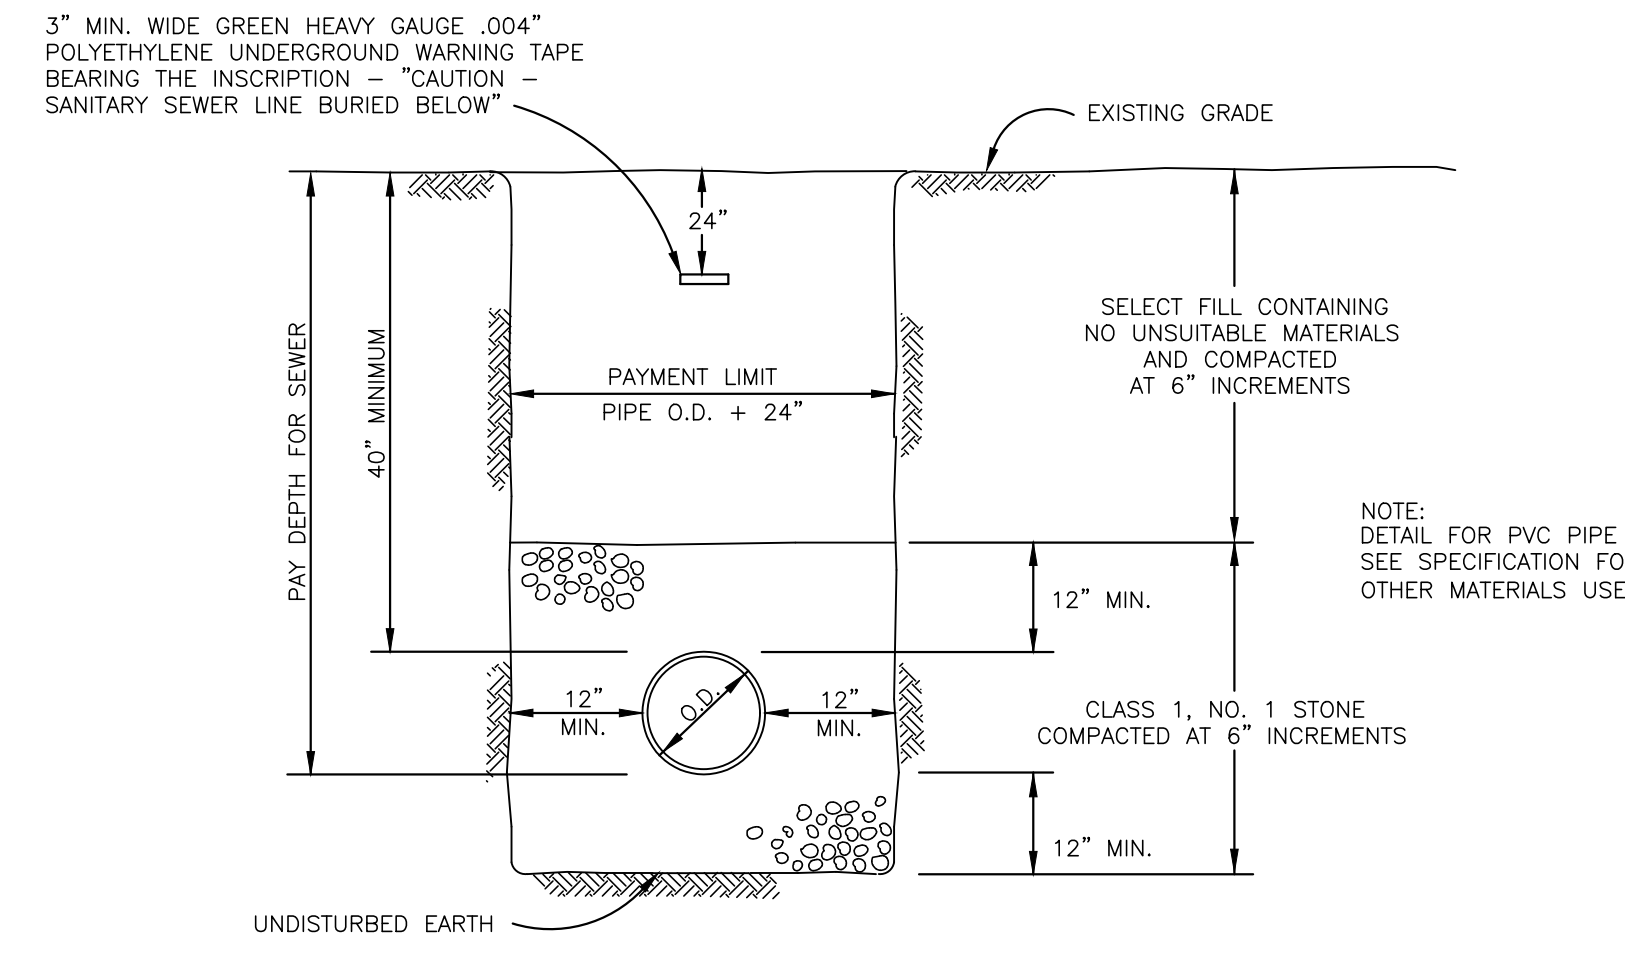 3” MIN. WIDE GREEN HEAVY GAUGE .004”
POLYETHYLENE UNDERGROUND WARNING TAPE
BEARING THE INSCRIPTION – ”CAUTION –
SANITARY SEWER LINE BURIED BELOW”
EXISTING GRADE
24”
SELECT FILL CONTAINING
NO UNSUITABLE MATERIALS
AND COMPACTED
AT 6” INCREMENTS
PAY DEPTH FOR SEWER
40” MINIMUM
PAYMENT LIMIT
PIPE O.D. + 24”
NOTE:
DETAIL FOR PVC PIPE
SEE SPECIFICATION FO
OTHER MATERIALS USE
12” MIN.
12”
MIN.
O.D.
12”
MIN.
CLASS 1, NO. 1 STONE
COMPACTED AT 6” INCREMENTS
12” MIN.
UNDISTURBED EARTH